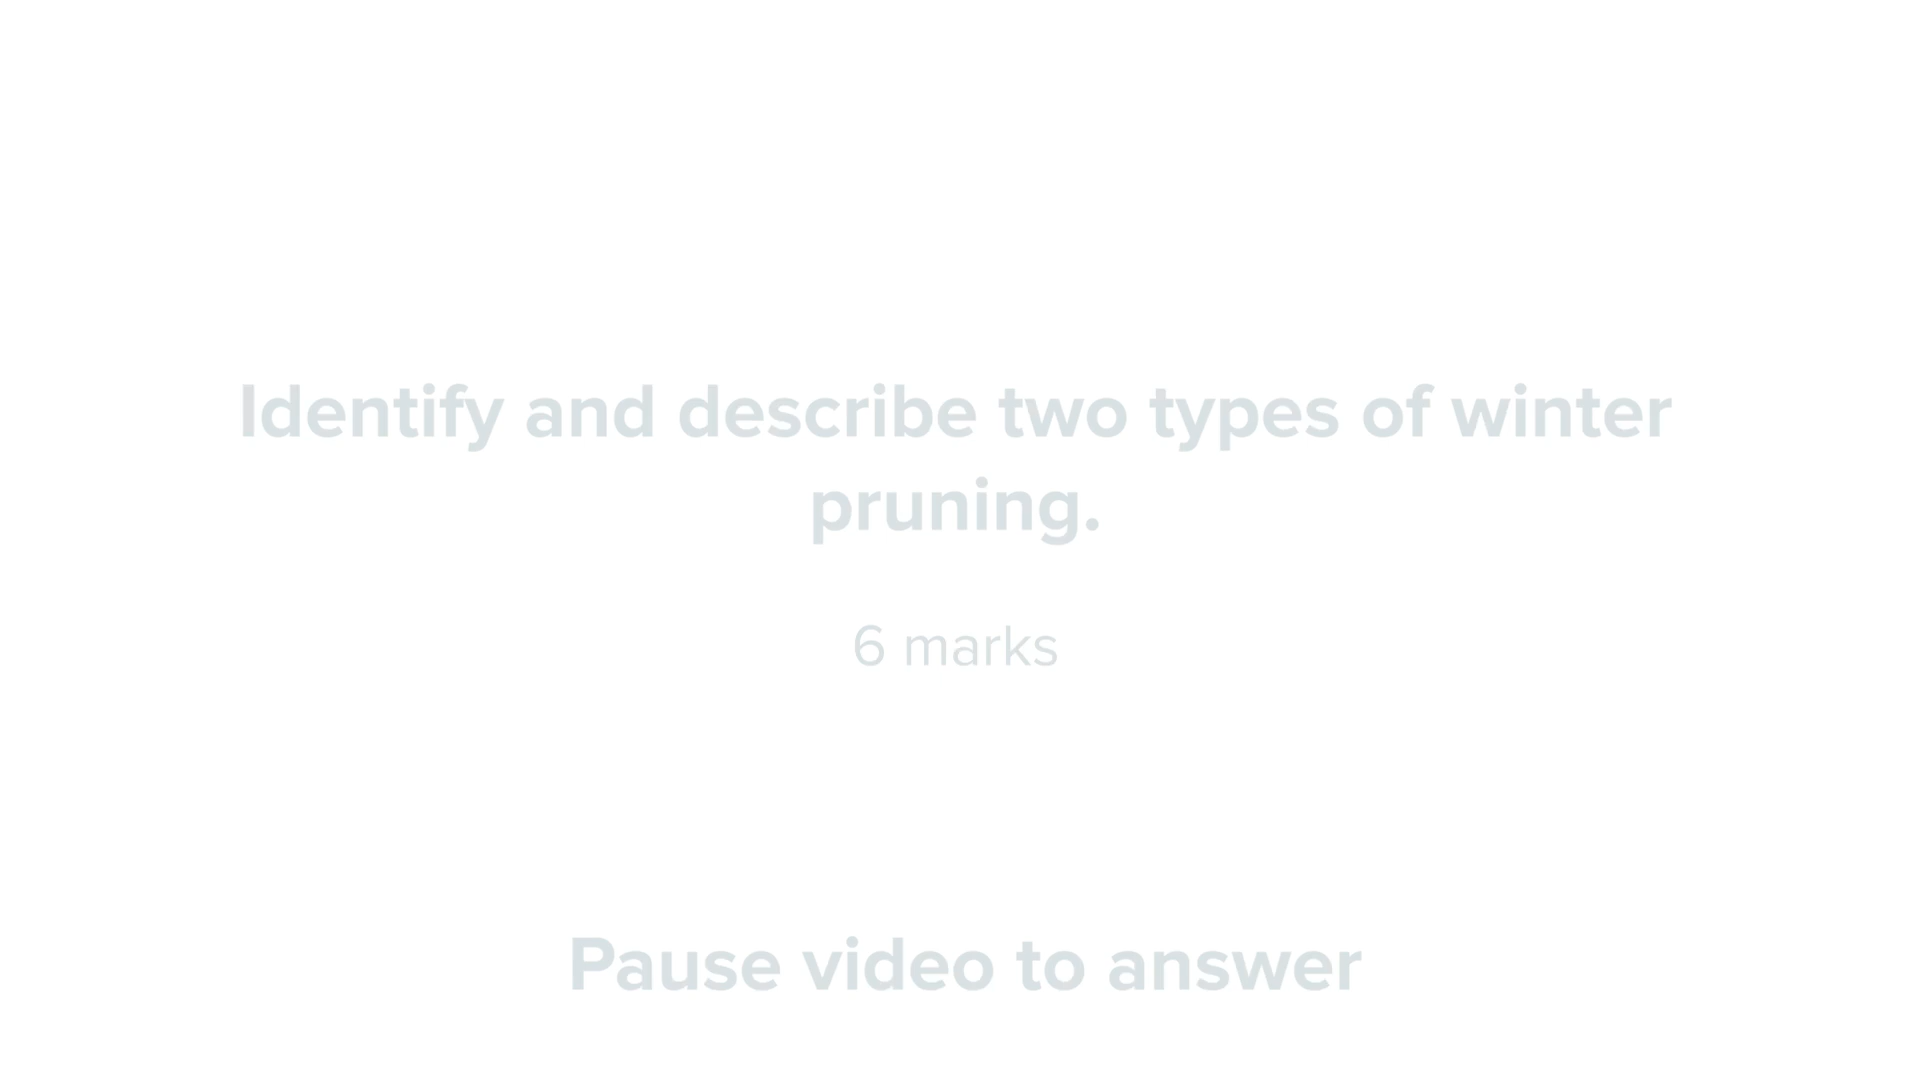 Identify and describe two types of winter
pruning.
6 marks
Pause video to answer